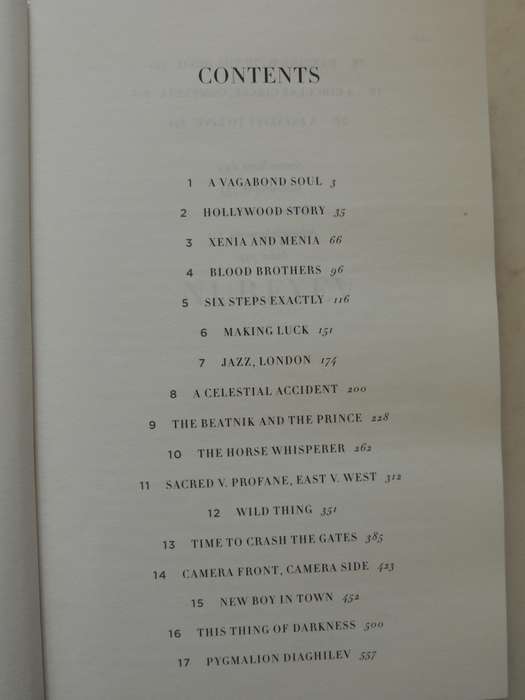 CONTENTS
1 A VAGABOND SOUL 3
2 HOLLYWOOD STORY 35
3 XENIA AND MENIA 66
4 BLOOD BROTHERS 96
5 SIX STEPS EXACTLY 116
6 MAKING LUCK 151
7 JAZZ, LONDON 174
8 A CELESTIAL ACCIDENT 200
9 THE BEATNIK AND THE PRINCE 228
10 THE HORSE WHISPERER 262
11 SACRED V. PROFANE, EAST V. WEST 312
12 WILD THING 351
13 TIME TO CRASH THE GATES 385
14 CAMERA FRONT, CAMERA SIDE 423
15 NEW BOY IN TOWN 452
16 THIS THING OF DARKNESS 500
17 PYGMALION DIAGHILEV 557